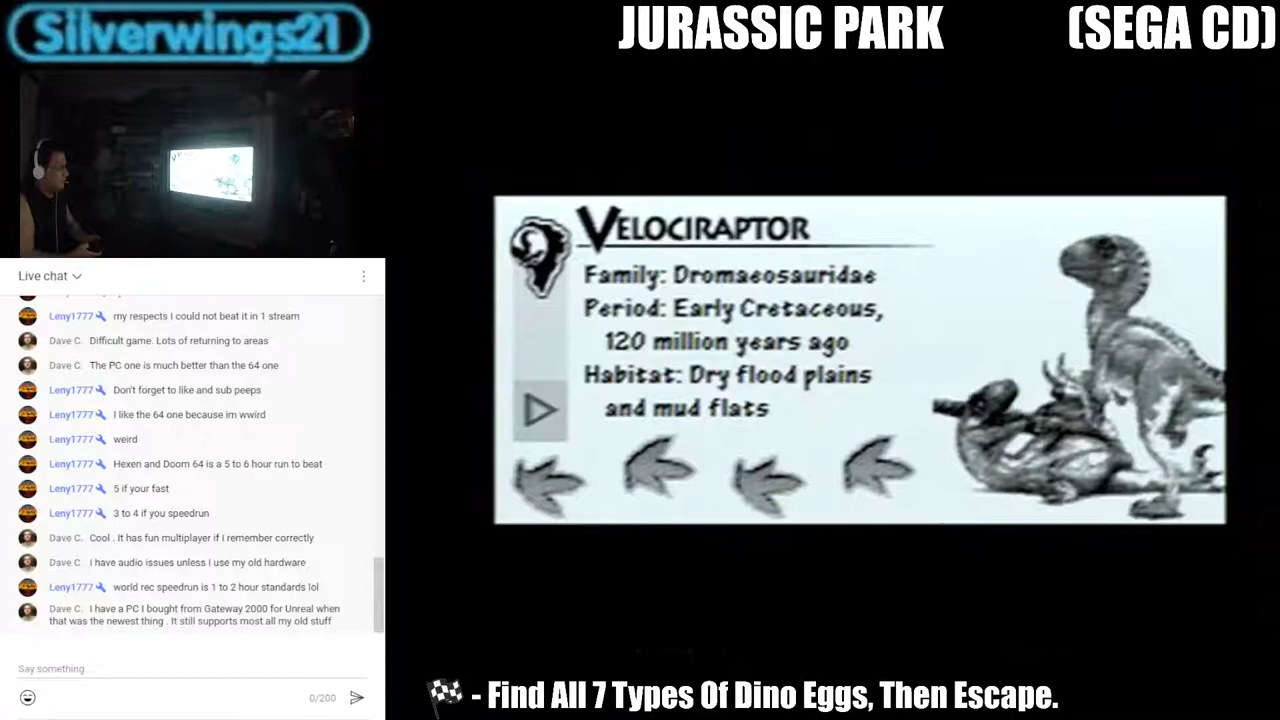 Silverwings21
JURASSIC PARK (SEGA CD)
VELOCIRAPTOR
Family: Dromaeosauridae
Period: Early Cretaceous,
120 million years ago
Habitat: Dry flood plains
and mud flats
Live chat
Leny1777 my respects I could not beat it in 1 stream
Dave C. Difficult game. Lots of returning to areas
Dave C. The PC one is much better than the 64 one
Leny1777 Don't forget to like and sub peeps
Leny1777 I like the 64 one because im wwird
Leny1777 weird
Leny1777 Hexen and Doom 64 is a 5 to 6 hour run to beat
Leny1777 5 if your fast
Leny1777 3 to 4 if you speedrun
Dave C. Cool . It has fun multiplayer if I remember correctly
Dave C. I have audio issues unless I use my old hardware
Leny1777 world rec speedrun is 1 to 2 hour standards lol
Dave C. I have a PC I bought from Gateway 2000 for Unreal when
that was the newest thing . It still supports most all my old stuff
Say something...
0/200
- Find All 7 Types Of Dino Eggs, Then Escape.